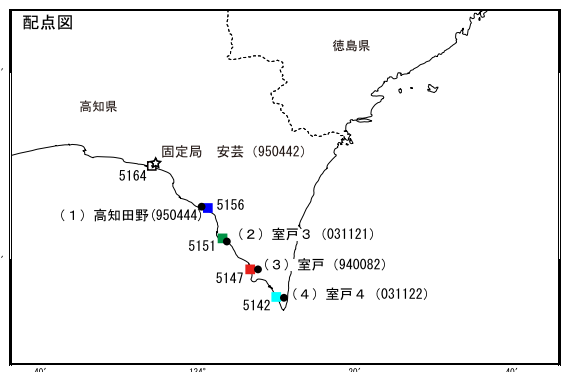 配点図
徳島県
高知県
固定局　安芸（950442）
5164
5156
（１）高知田野(950444)
（２）室戸３（031121）
5151
（３）室戸（940082）
5147
（４）室戸４（031122）
5142